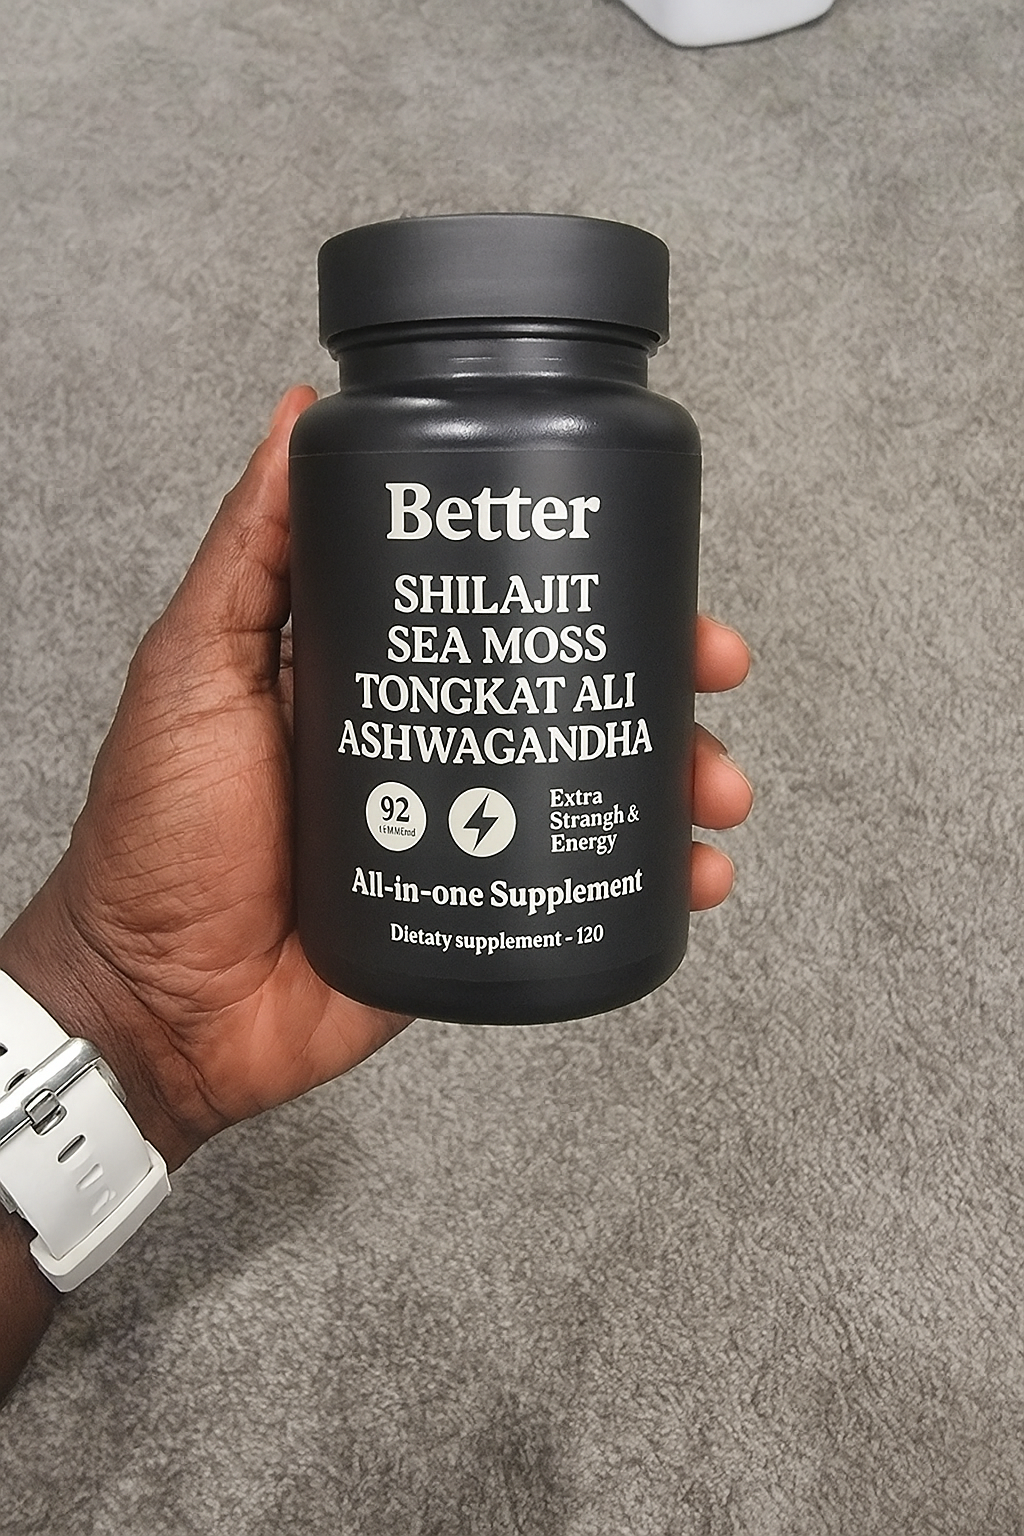 Better
SHILAJIT
SEA MOSS
TONGKAT ALI
ASHWAGANDHA
92
Extra
Strangh &
Energy
All-in-one Supplement
Dietaty supplement - 120